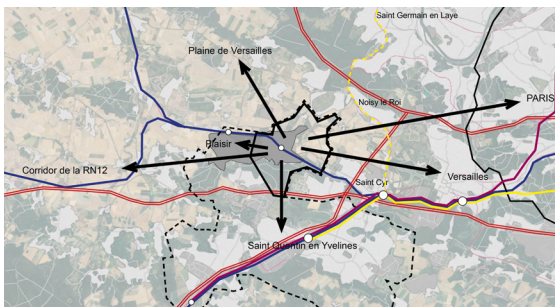 Saint Germain en Laye
Plaine de Versailles
PARIS
Noisy le Roi
Plaisir
Corridor de la RN12
Versailles
Saint Cyr
Saint Quentin en Yvelines